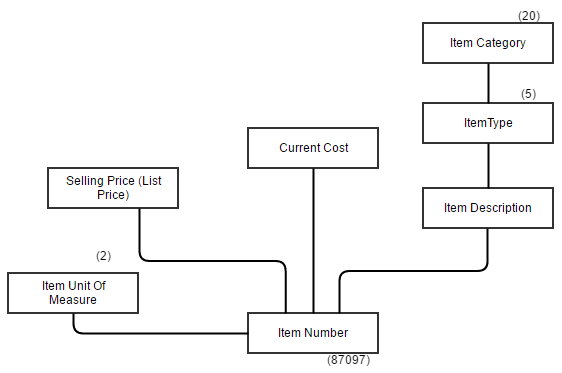 (20)
Item Category
(5)
ItemType
Current Cost
Selling Price (List
Price)
Item Description
(2)
Item Unit Of
Measure
Item Number
(87097)